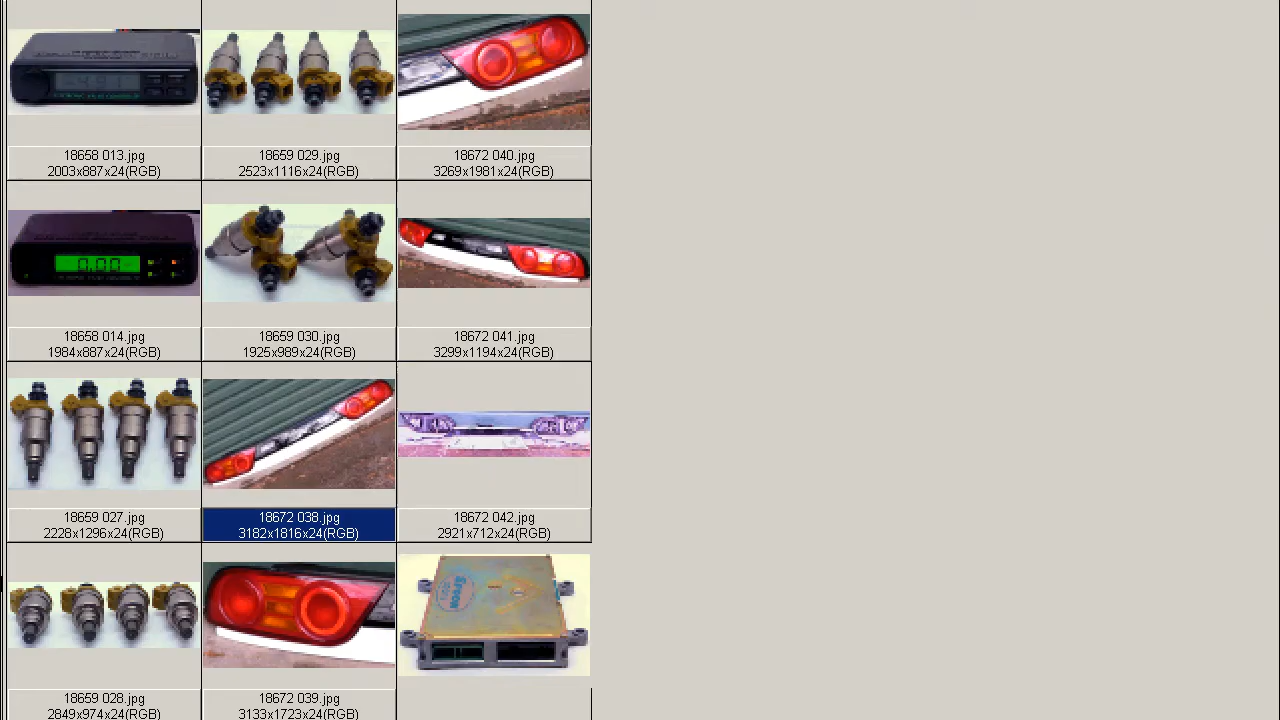 18658 013.jpg
2003x887x24(RGB)
18659 029.jpg
2523x1116x24(RGB)
18672 040.jpg
3269x1981x24(RGB)
0.00
18658 014.jpg
1984x887x24(RGB)
18659 030.jpg
1925x989x24(RGB)
18672 041.jpg
3299x1194x24(RGB)
18659 027.jpg
2228x1296x24(RGB)
18672 038.jpg
3182x1816x24(RGB)
18672 042.jpg
2921x712x24(RGB)
SPOON
18659 028.jpg
2849x974x24(RGB)
18672 039.jpg
3133x1723x24(RGB)